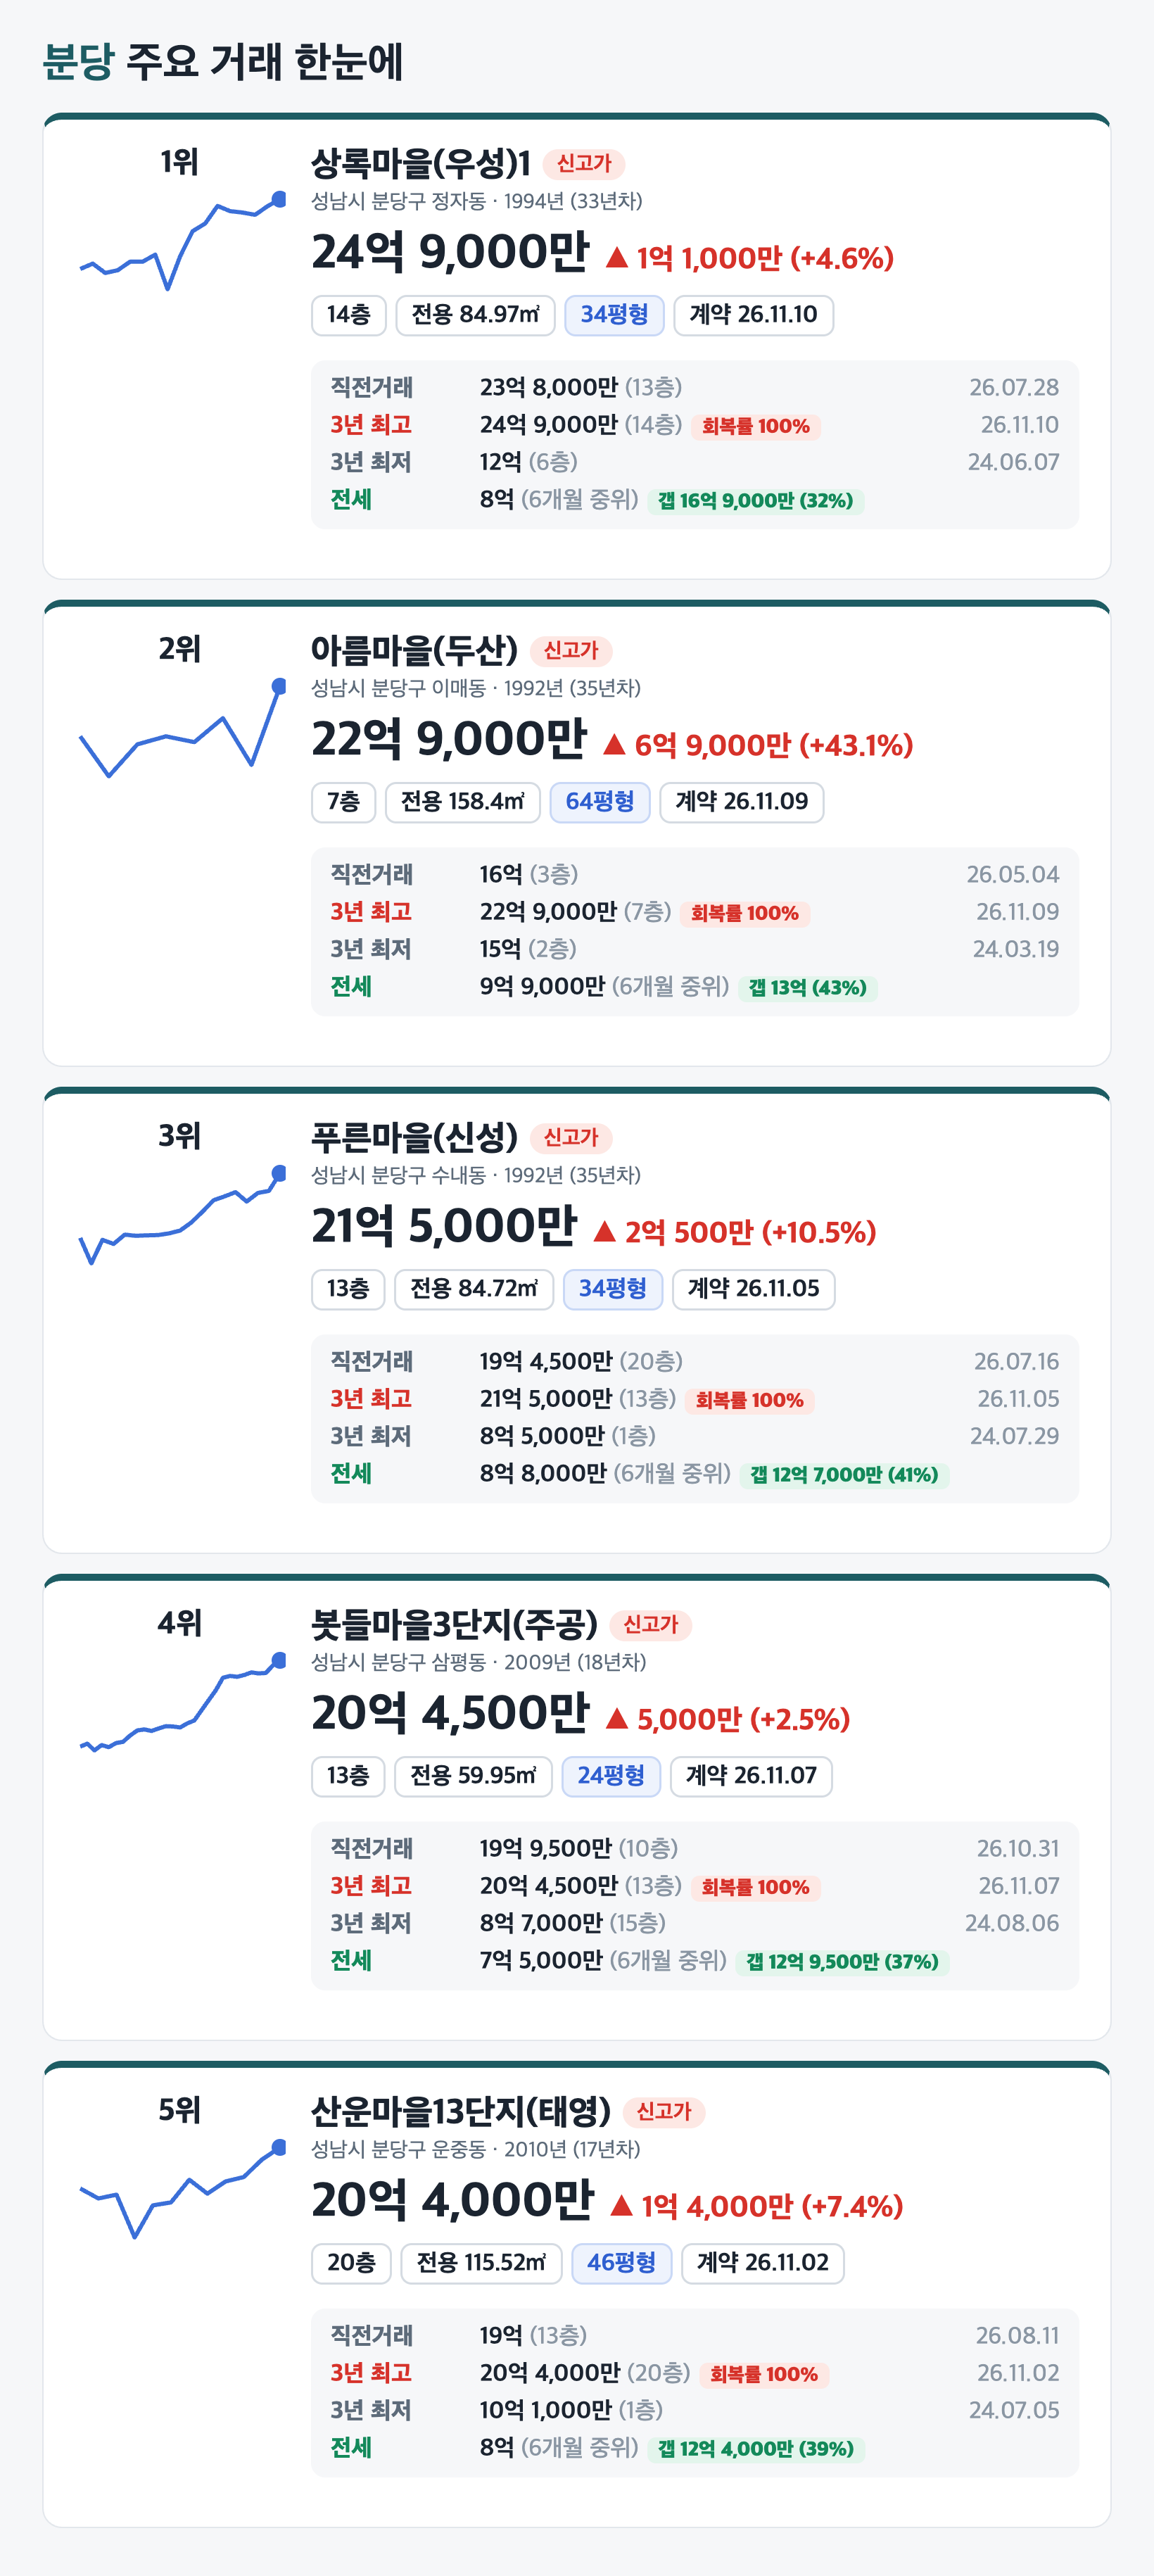 분당 주요 거래 한눈에
1위
상록마을(우성)1 신고가
성남시 분당구 정자동 · 1994년 (33년차)
24억 9,000만 ▲ 1억 1,000만 (+4.6%)
14층 전용 84.97㎡ 34평형 계약 26.11.10
직전거래 23억 8,000만 (13층) 26.07.28
3년 최고 24억 9,000만 (14층) 회복률 100% 26.11.10
3년 최저 12억 (6층) 24.06.07
전세 8억 (6개월 중위) 갭 16억 9,000만 (32%)
2위
아름마을(두산) 신고가
성남시 분당구 이매동 · 1992년 (35년차)
22억 9,000만 ▲ 6억 9,000만 (+43.1%)
7층 전용 158.4㎡ 64평형 계약 26.11.09
직전거래 16억 (3층) 26.05.04
3년 최고 22억 9,000만 (7층) 회복률 100% 26.11.09
3년 최저 15억 (2층) 24.03.19
전세 9억 9,000만 (6개월 중위) 갭 13억 (43%)
3위
푸른마을(신성) 신고가
성남시 분당구 수내동 · 1992년 (35년차)
21억 5,000만 ▲ 2억 500만 (+10.5%)
13층 전용 84.72㎡ 34평형 계약 26.11.05
직전거래 19억 4,500만 (20층) 26.07.16
3년 최고 21억 5,000만 (13층) 회복률 100% 26.11.05
3년 최저 8억 5,000만 (1층) 24.07.29
전세 8억 8,000만 (6개월 중위) 갭 12억 7,000만 (41%)
4위
봇들마을3단지(주공) 신고가
성남시 분당구 삼평동 · 2009년 (18년차)
20억 4,500만 ▲ 5,000만 (+2.5%)
13층 전용 59.95㎡ 24평형 계약 26.11.07
직전거래 19억 9,500만 (10층) 26.10.31
3년 최고 20억 4,500만 (13층) 회복률 100% 26.11.07
3년 최저 8억 7,000만 (15층) 24.08.06
전세 7억 5,000만 (6개월 중위) 갭 12억 9,500만 (37%)
5위
산운마을13단지(태영) 신고가
성남시 분당구 운중동 · 2010년 (17년차)
20억 4,000만 ▲ 1억 4,000만 (+7.4%)
20층 전용 115.52㎡ 46평형 계약 26.11.02
직전거래 19억 (13층) 26.08.11
3년 최고 20억 4,000만 (20층) 회복률 100% 26.11.02
3년 최저 10억 1,000만 (1층) 24.07.05
전세 8억 (6개월 중위) 갭 12억 4,000만 (39%)